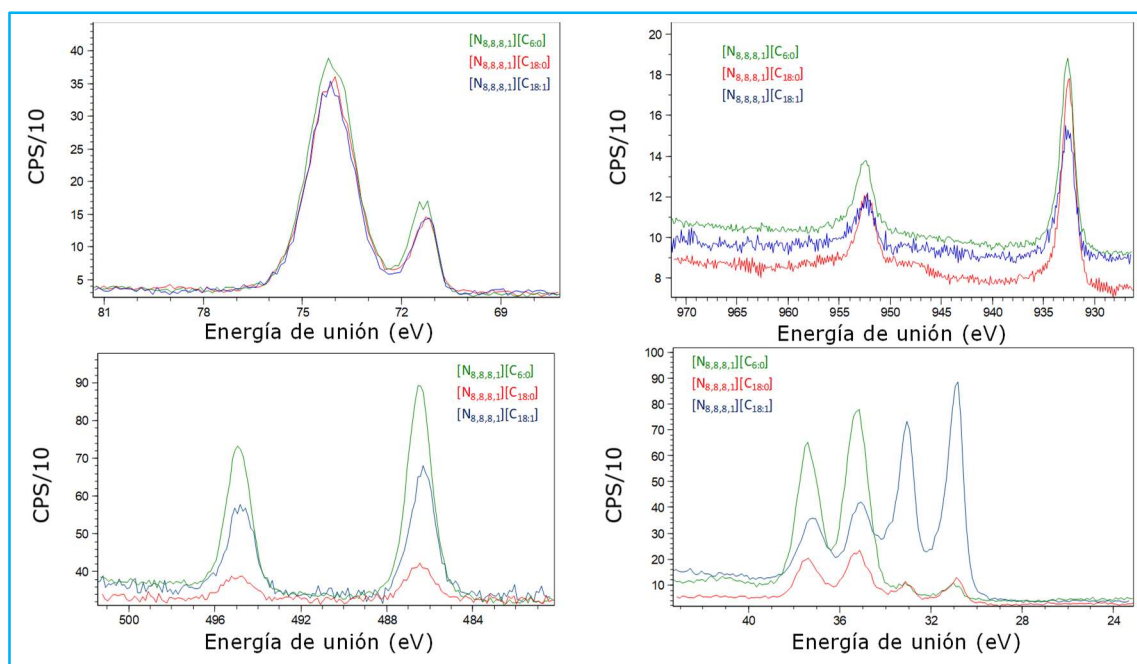 CPS/10
40
35
30
25
20
15
10
5
[N8,8,8,1][C6:0]
[N8,8,8,1][C18:0]
[N8,8,8,1][C18:1]
81 78 75 72 69
Energía de unión (eV)
CPS/10
20
18
16
14
12
10
8
[N8,8,8,1][C6:0]
[N8,8,8,1][C18:0]
[N8,8,8,1][C18:1]
970 965 960 955 950 945 940 935 930
Energía de unión (eV)
CPS/10
90
80
70
60
50
40
[N8,8,8,1][C6:0]
[N8,8,8,1][C18:0]
[N8,8,8,1][C18:1]
500 496 492 488 484
Energía de unión (eV)
CPS/10
100
90
80
70
60
50
40
30
20
10
[N8,8,8,1][C6:0]
[N8,8,8,1][C18:0]
[N8,8,8,1][C18:1]
40 36 32 28 24
Energía de unión (eV)